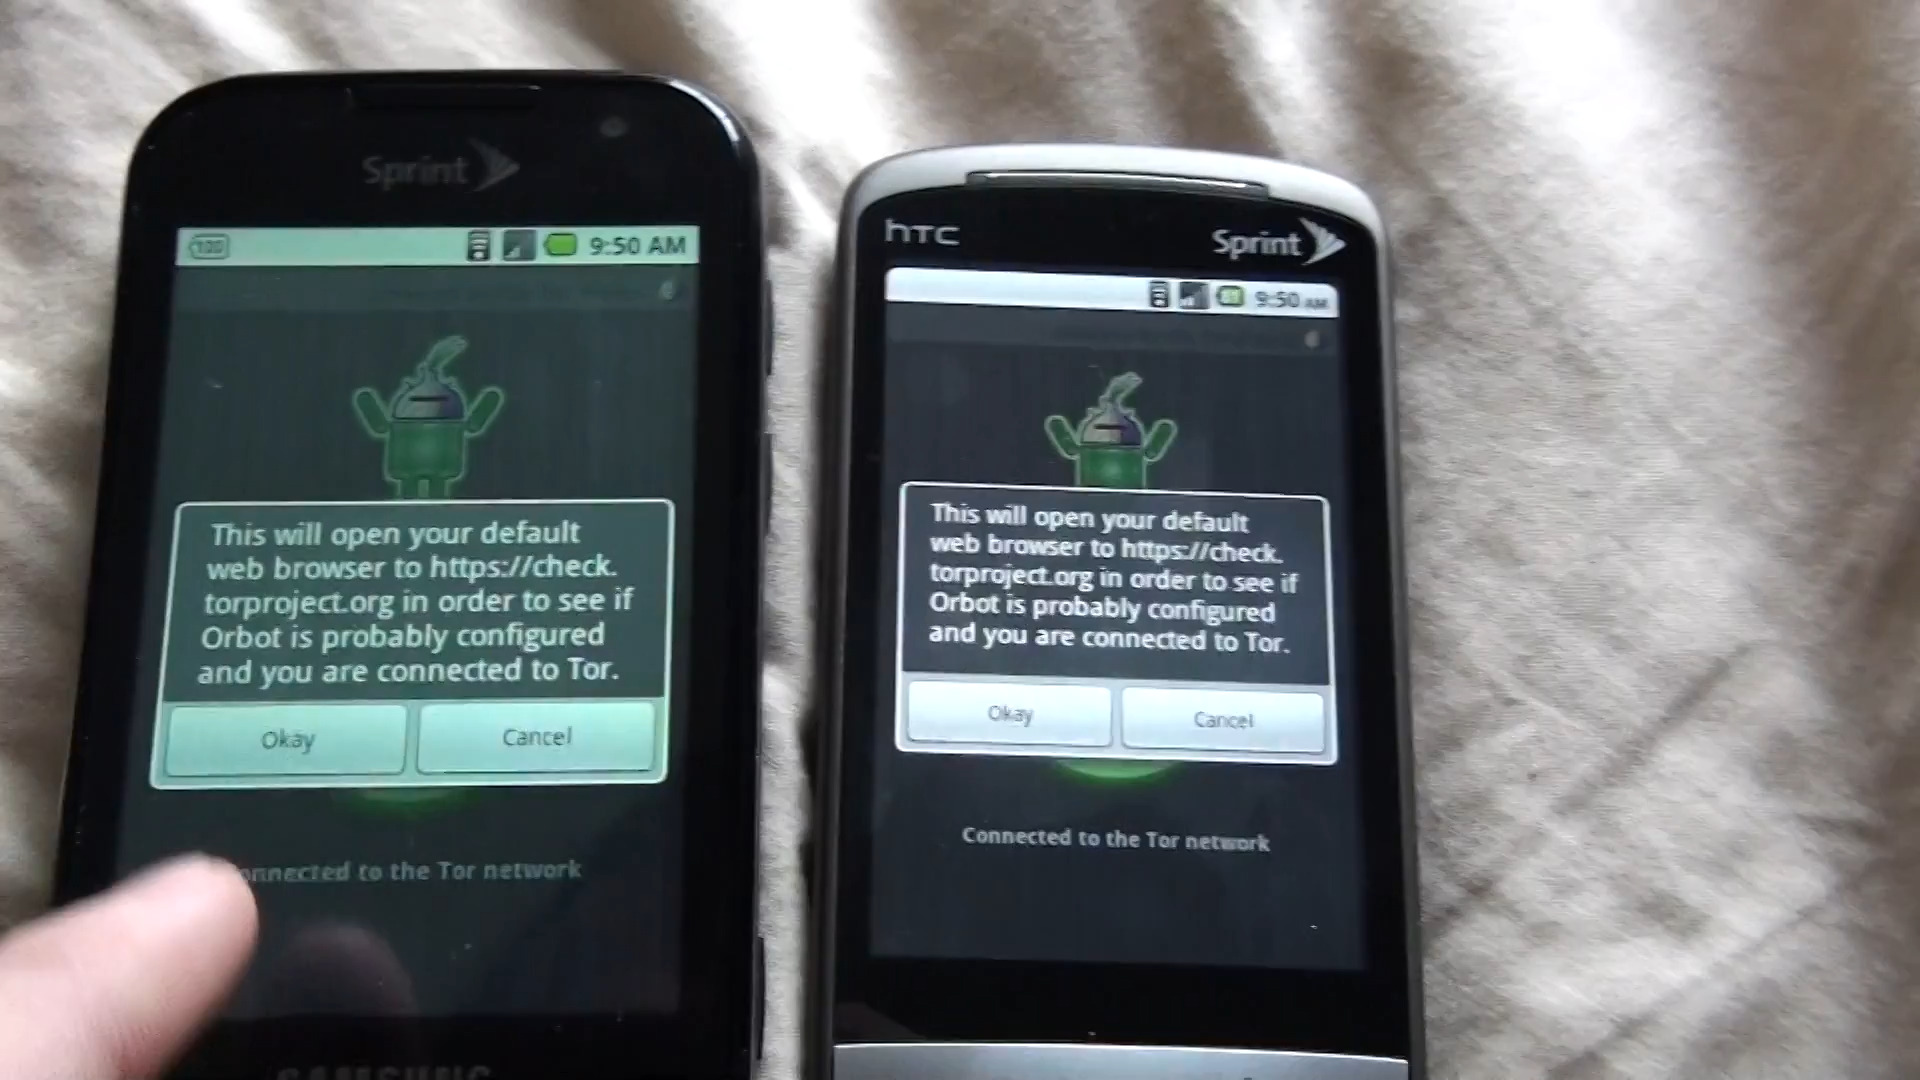 Sprint
100
9:50 AM
This will open your default
web browser to https://check.
torproject.org in order to see if
Orbot is probably configured
and you are connected to Tor.
Okay
Cancel
onnected to the Tor network
SAMSUNG
hTC
Sprint
9:50 AM
This will open your default
web browser to https://check.
torproject.org in order to see if
Orbot is probably configured
and you are connected to Tor.
Okay
Cancel
Connected to the Tor network